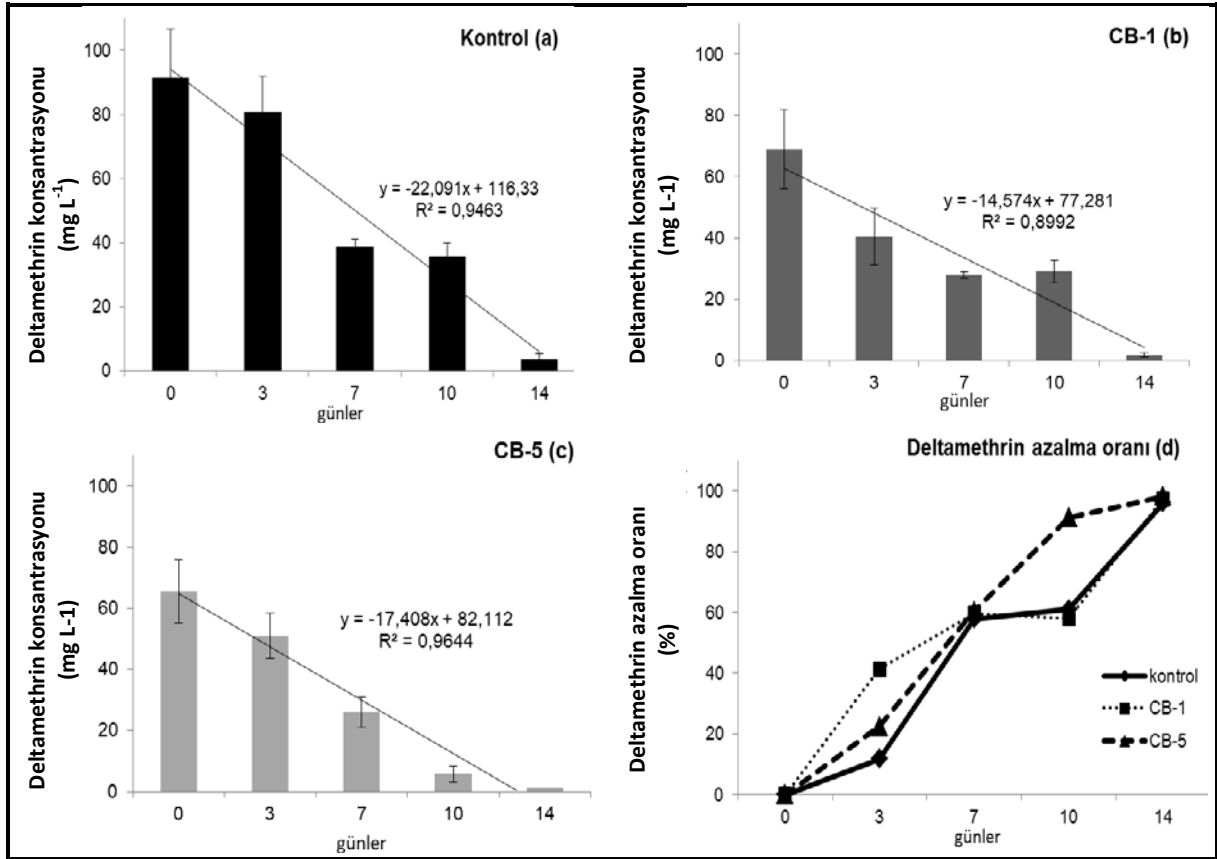 Kontrol (a)
Deltamethrin konsantrasyonu
(mg L-1)
100
80
60
40
20
0
y = -22,091x + 116,33
R² = 0,9463
0 3 7 10 14
günler
CB-1 (b)
Deltamethrin konsantrasyonu
(mg L-1)
100
80
60
40
20
0
y = -14,574x + 77,281
R² = 0,8992
0 3 7 10 14
günler
CB-5 (c)
Deltamethrin konsantrasyonu
(mg L-1)
100
80
60
40
20
0
y = -17,408x + 82,112
R² = 0,9644
0 3 7 10 14
günler
Deltamethrin azalma oranı (d)
Deltamethrin azalma oranı
(%)
100
80
60
40
20
0
kontrol
CB-1
CB-5
0 3 7 10 14
günler